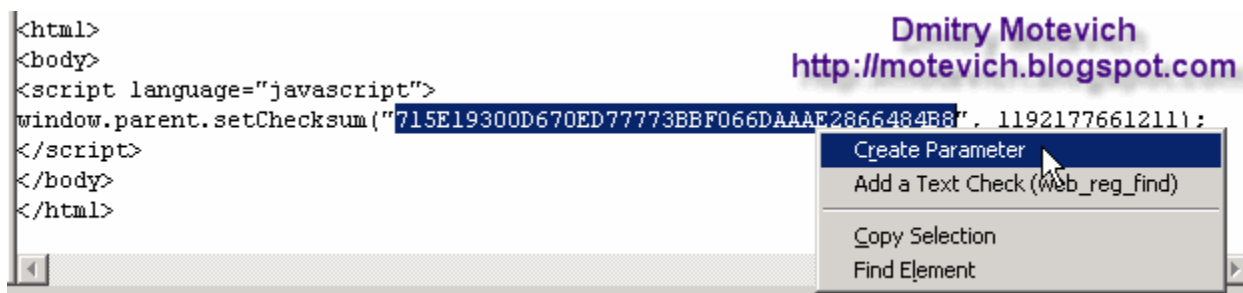 <html>
<body>
<script language="javascript">
window.parent.setChecksum("715E19300D670ED77773BBF066DAAAE2866484B8", 1192177661211);
</script>
</body>
</html>
Dmitry Motevich
http://motevich.blogspot.com
Create Parameter
Add a Text Check (web_reg_find)
Copy Selection
Find Element